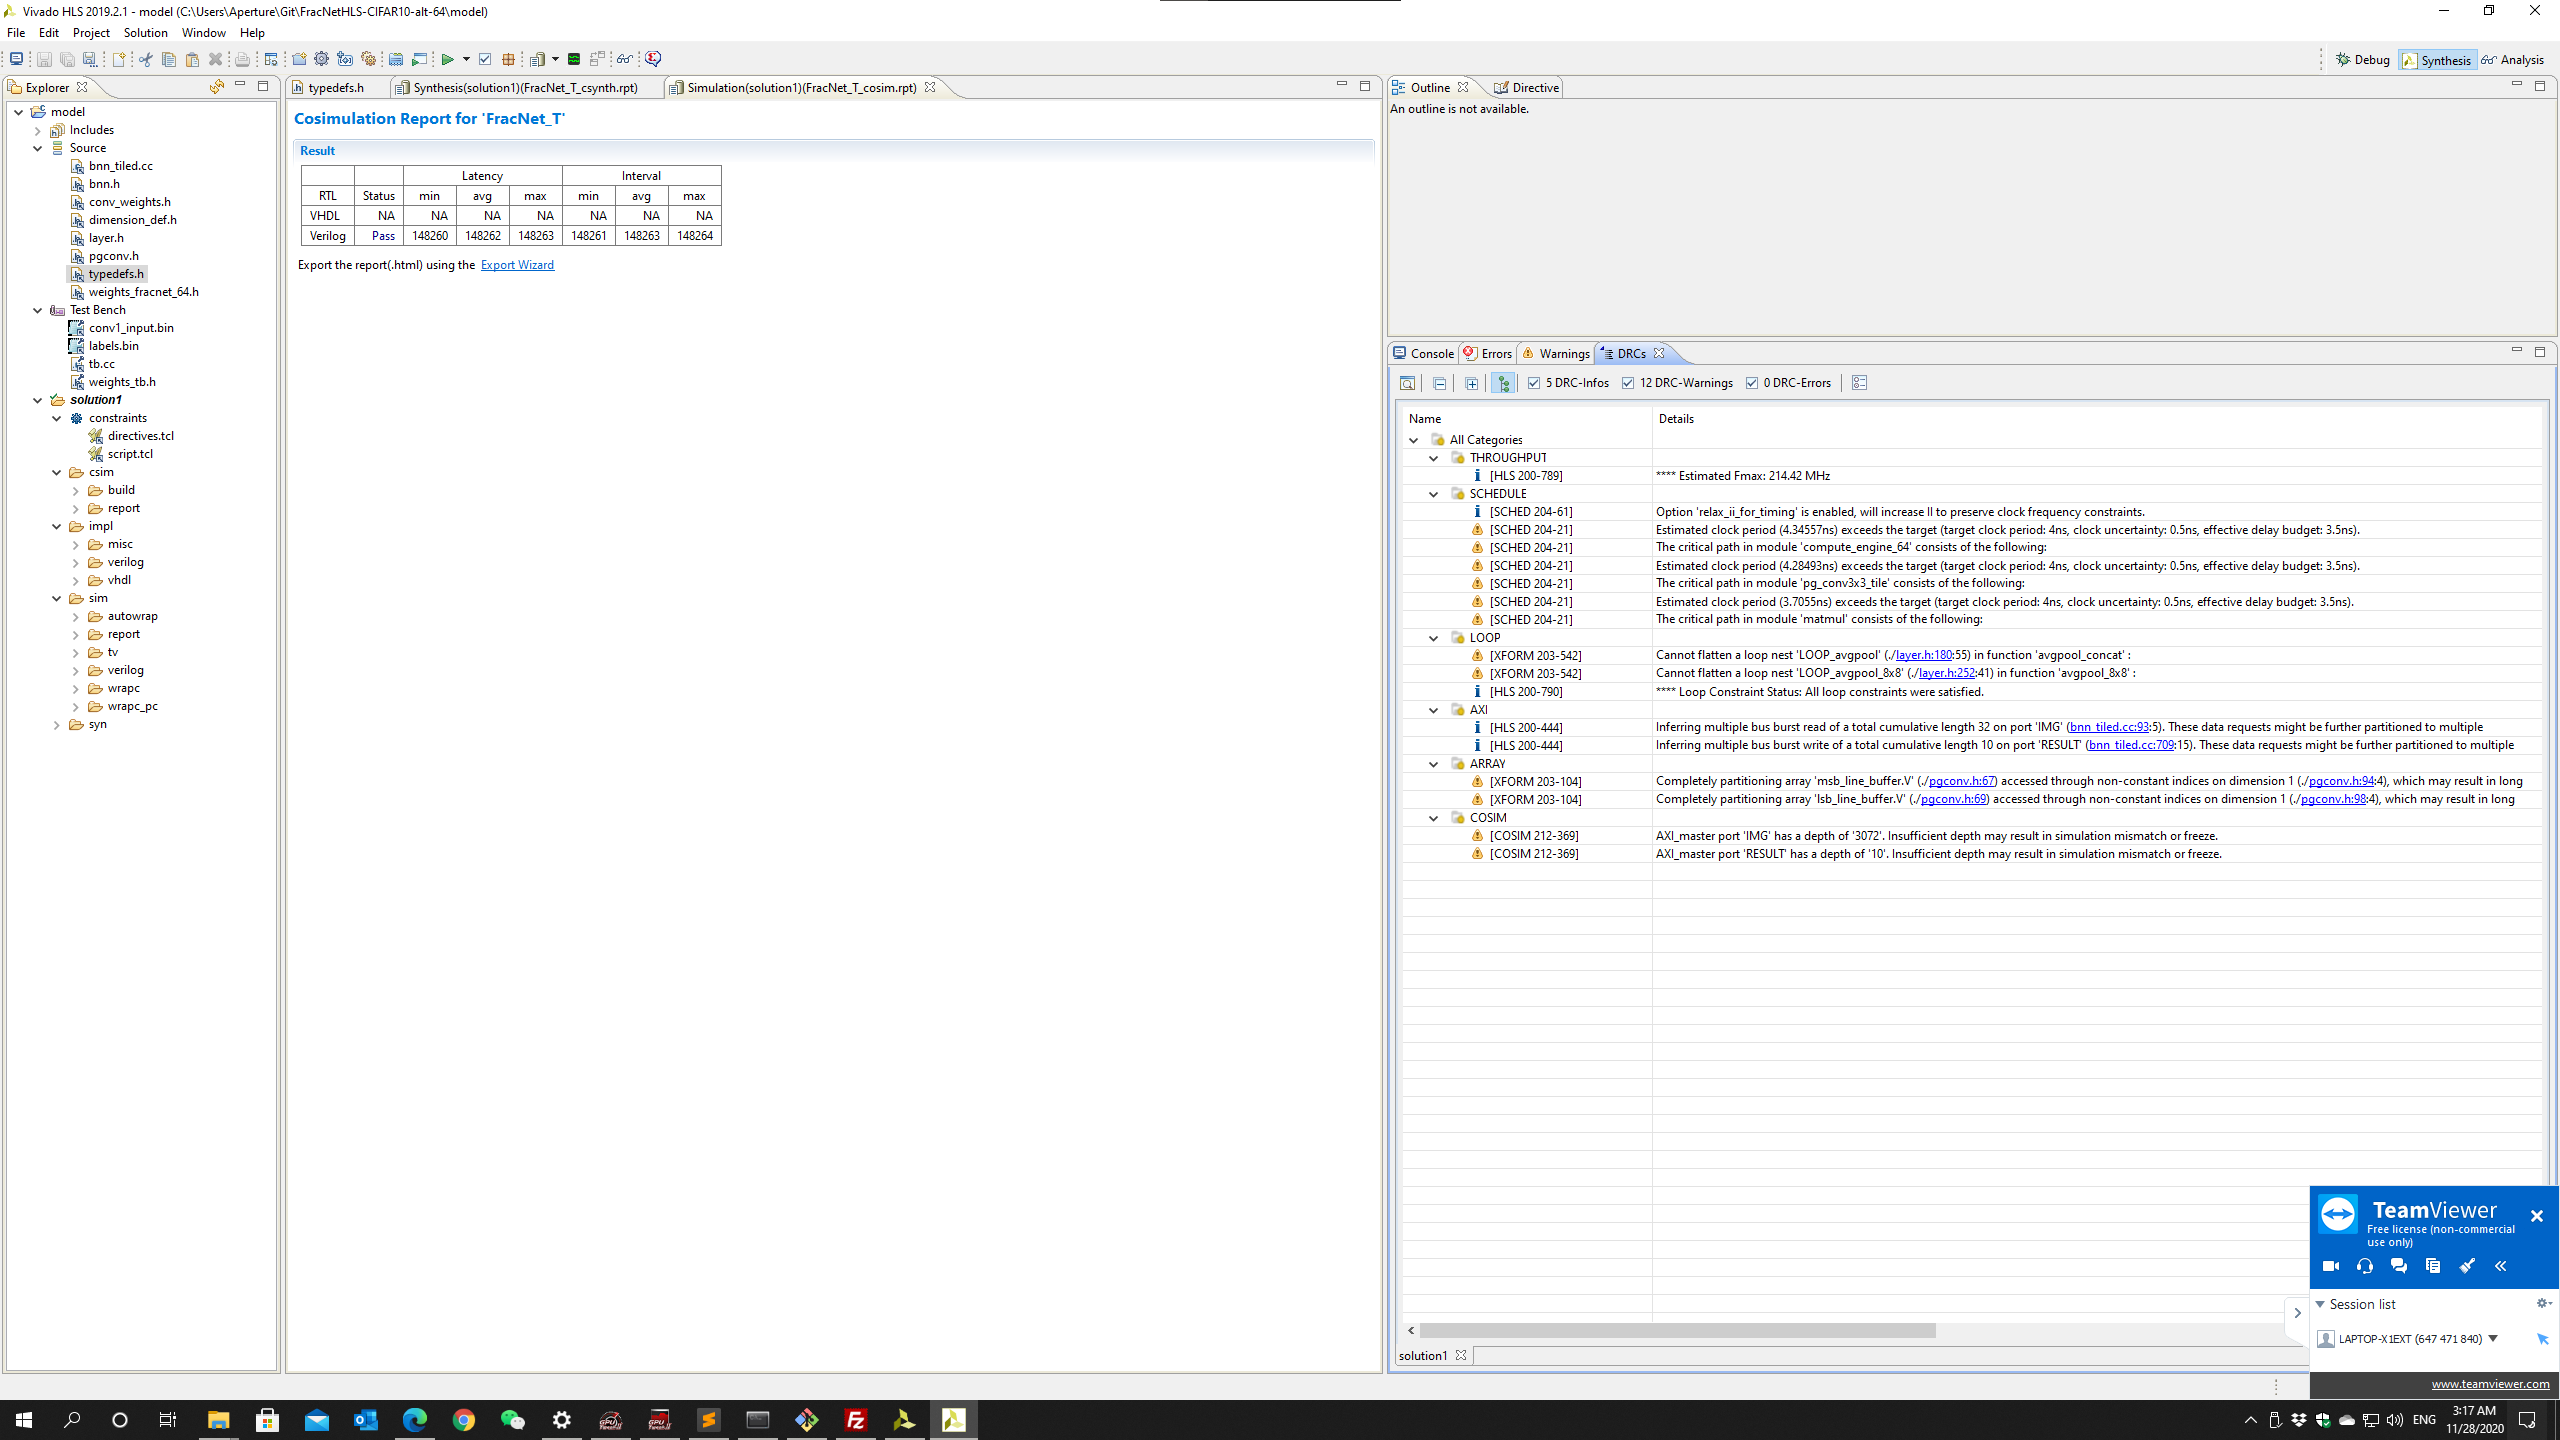 Vivado HLS 2019.2.1 - model (C:\Users\Aperture\Git\FracNetHLS-CIFAR10-alt-64\model)
File Edit Project Solution Window Help
Debug Synthesis Analysis
Explorer
model
Includes
Source
bnn_tiled.cc
bnn.h
conv_weights.h
dimension_def.h
layer.h
pgconv.h
typedefs.h
weights_fracnet_64.h
Test Bench
conv1_input.bin
labels.bin
tb.cc
weights_tb.h
solution1
constraints
directives.tcl
script.tcl
csim
build
report
impl
misc
verilog
vhdl
sim
autowrap
report
tv
verilog
wrapc
wrapc_pc
syn
typedefs.h Synthesis(solution1)(FracNet_T_csynth.rpt) Simulation(solution1)(FracNet_T_cosim.rpt)
Cosimulation Report for 'FracNet_T'
Result
Latency Interval
RTL Status min avg max min avg max
VHDL NA NA NA NA NA NA NA
Verilog Pass 148260 148262 148263 148261 148263 148264
Export the report(.html) using the Export Wizard
Outline Directive
An outline is not available.
Console Errors Warnings DRCs
5 DRC-Infos 12 DRC-Warnings 0 DRC-Errors
Name Details
All Categories
THROUGHPUT
[HLS 200-789] **** Estimated Fmax: 214.42 MHz
SCHEDULE
[SCHED 204-61] Option 'relax_ii_for_timing' is enabled, will increase II to preserve clock frequency constraints.
[SCHED 204-21] Estimated clock period (4.34557ns) exceeds the target (target clock period: 4ns, clock uncertainty: 0.5ns, effective delay budget: 3.5ns).
[SCHED 204-21] The critical path in module 'compute_engine_64' consists of the following:
[SCHED 204-21] Estimated clock period (4.28493ns) exceeds the target (target clock period: 4ns, clock uncertainty: 0.5ns, effective delay budget: 3.5ns).
[SCHED 204-21] The critical path in module 'pg_conv3x3_tile' consists of the following:
[SCHED 204-21] Estimated clock period (3.7055ns) exceeds the target (target clock period: 4ns, clock uncertainty: 0.5ns, effective delay budget: 3.5ns).
[SCHED 204-21] The critical path in module 'matmul' consists of the following:
LOOP
[XFORM 203-542] Cannot flatten a loop nest 'LOOP_avgpool' (./layer.h:180:55) in function 'avgpool_concat' :
[XFORM 203-542] Cannot flatten a loop nest 'LOOP_avgpool_8x8' (./layer.h:252:41) in function 'avgpool_8x8' :
[HLS 200-790] **** Loop Constraint Status: All loop constraints were satisfied.
AXI
[HLS 200-444] Inferring multiple bus burst read of a total cumulative length 32 on port 'IMG' (bnn_tiled.cc:93:5). These data requests might be further partitioned to multiple
[HLS 200-444] Inferring multiple bus burst write of a total cumulative length 10 on port 'RESULT' (bnn_tiled.cc:709:15). These data requests might be further partitioned to multiple
ARRAY
[XFORM 203-104] Completely partitioning array 'msb_line_buffer.V' (./pgconv.h:67) accessed through non-constant indices on dimension 1 (./pgconv.h:94:4), which may result in long
[XFORM 203-104] Completely partitioning array 'lsb_line_buffer.V' (./pgconv.h:69) accessed through non-constant indices on dimension 1 (./pgconv.h:98:4), which may result in long
COSIM
[COSIM 212-369] AXI_master port 'IMG' has a depth of '3072'. Insufficient depth may result in simulation mismatch or freeze.
[COSIM 212-369] AXI_master port 'RESULT' has a depth of '10'. Insufficient depth may result in simulation mismatch or freeze.
solution1
TeamViewer
Free license (non-commercial
use only)
Session list
LAPTOP-X1EXT (647 471 840)
www.teamviewer.com
ENG
3:17 AM
11/28/2020